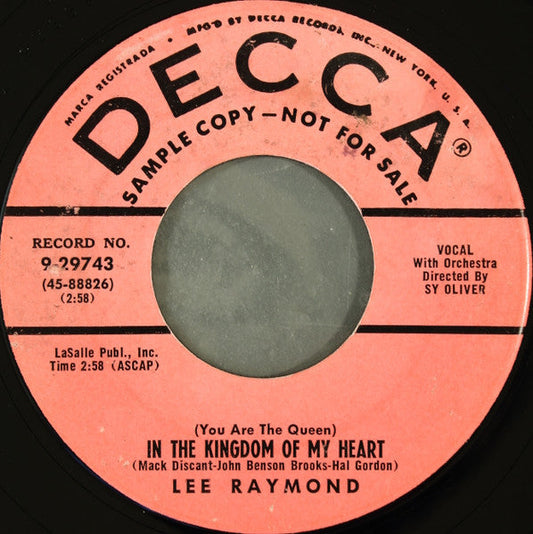 MARCA REGISTRADA • MFG'D BY DECCA RECORDS, INC., NEW YORK, U. S. A.
DECCA®
SAMPLE COPY – NOT FOR SALE
RECORD NO.
9-29743
(45-88826)
(2:58)
VOCAL
With Orchestra
Directed By
SY OLIVER
LaSalle Publ., Inc.
Time 2:58 (ASCAP)
(You Are The Queen)
IN THE KINGDOM OF MY HEART
(Mack Discant-John Benson Brooks-Hal Gordon)
LEE RAYMOND